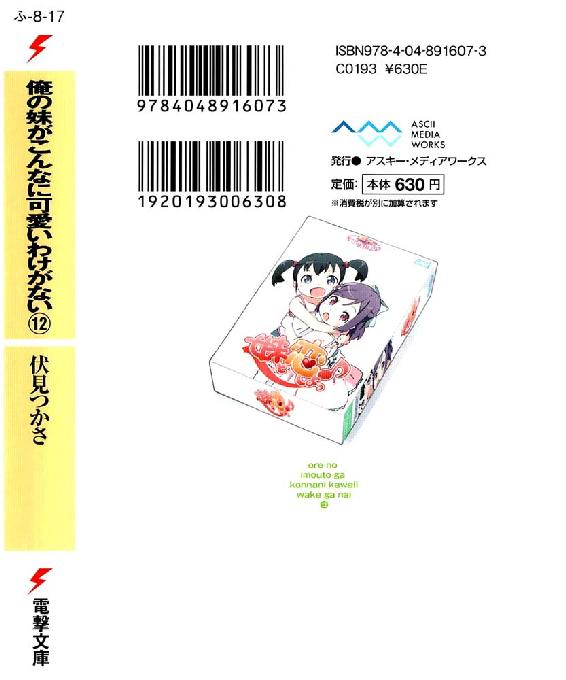 ふ-8-17
俺の妹がこんなに可愛いわけがない⑫
伏見つかさ
電撃文庫
9784048916073
1920193006308
ISBN978-4-04-891607-3
C0193 ¥630E
ASCII
MEDIA
WORKS
発行● アスキー・メディアワークス
定価: 本体 630 円
※消費税が別に加算されます
妹恋
ore no
imouto ga
konnani kawaii
wake ga nai
⑫